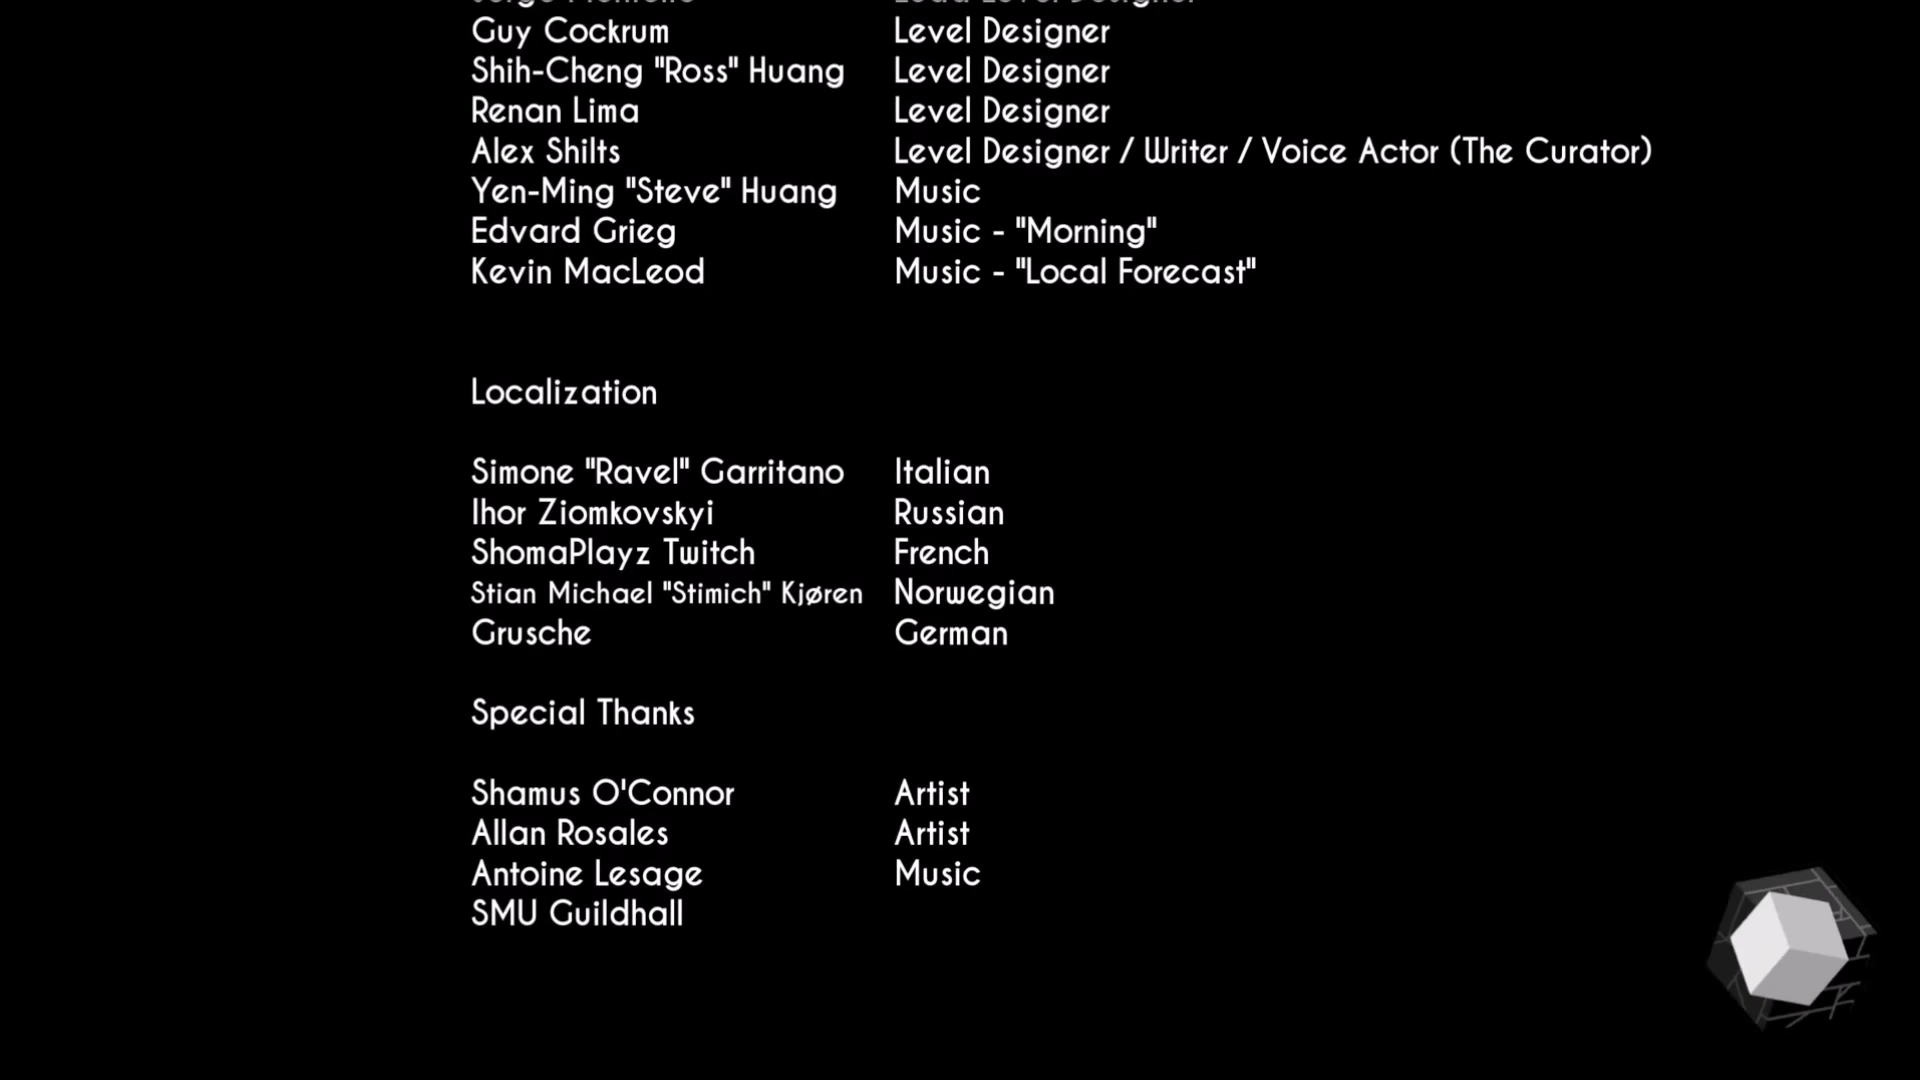 Guy Cockrum Level Designer
Shih-Cheng "Ross" Huang Level Designer
Renan Lima Level Designer
Alex Shilts Level Designer / Writer / Voice Actor (The Curator)
Yen-Ming "Steve" Huang Music
Edvard Grieg Music - "Morning"
Kevin MacLeod Music - "Local Forecast"
Localization
Simone "Ravel" Garritano Italian
Ihor Ziomkovskyi Russian
ShomaPlayz Twitch French
Stian Michael "Stimich" Kjøren Norwegian
Grusche German
Special Thanks
Shamus O'Connor Artist
Allan Rosales Artist
Antoine Lesage Music
SMU Guildhall